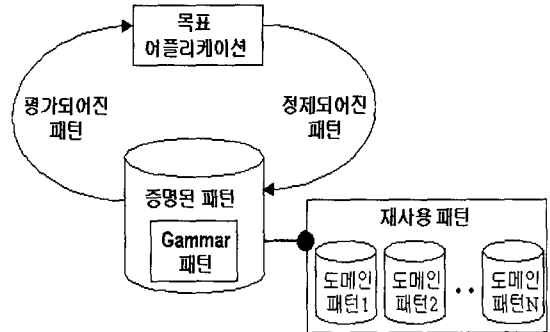 목표
어플리케이션
평가되어진
패턴
정제되어진
패턴
증명된 패턴
Gammar
패턴
재사용 패턴
도메인
패턴1
도메인
패턴2
..
도메인
패턴N